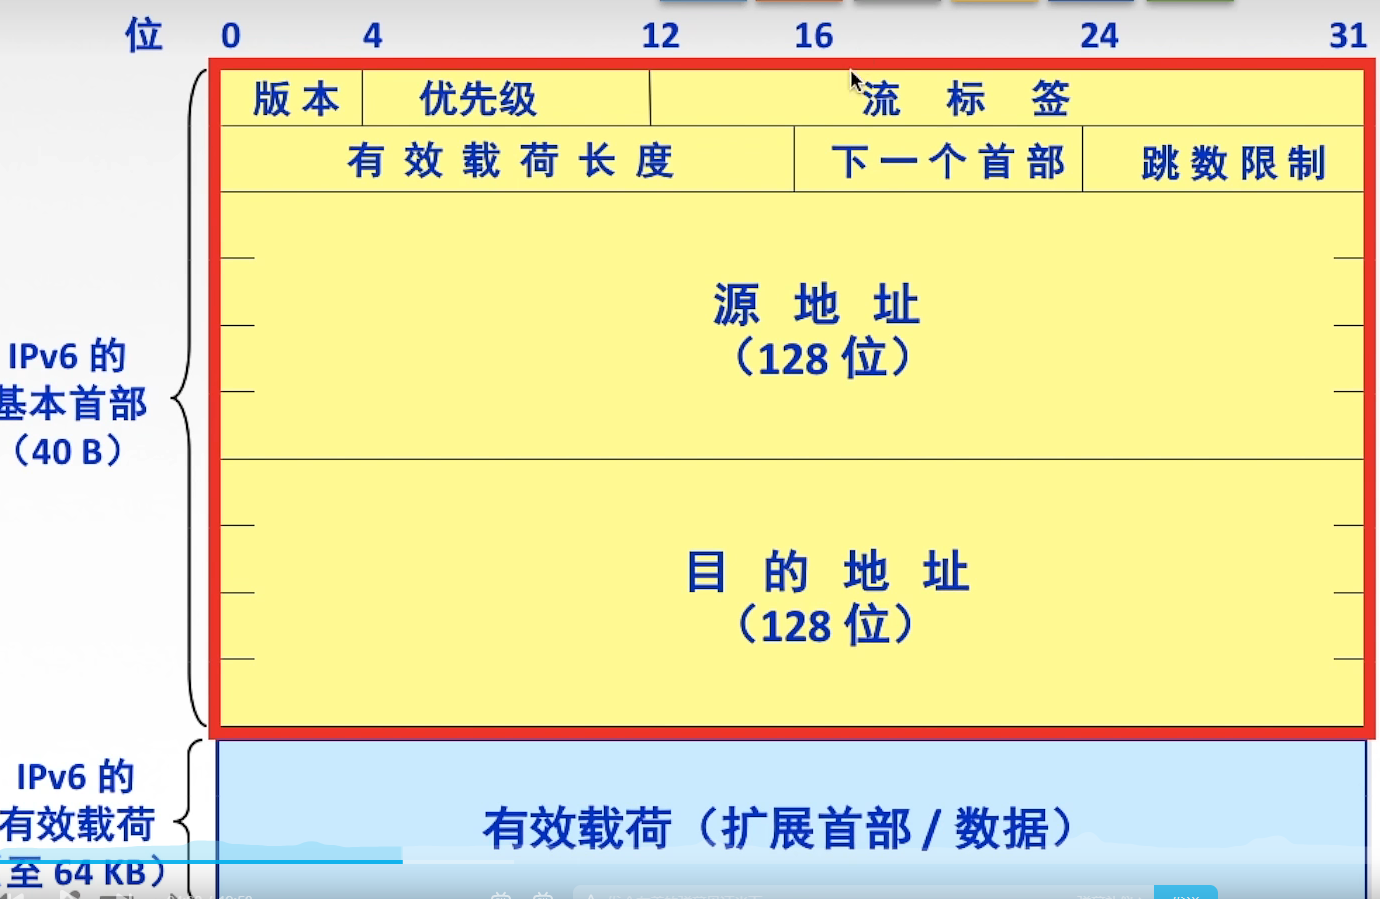 位 0 4 12 16 24 31
版本 优先级 流标签
有效载荷长度 下一个首部 跳数限制
源地址
（128 位）
IPv6 的
基本首部
（40 B）
目的地址
（128 位）
IPv6 的
有效载荷
至 64 KB）
有效载荷（扩展首部 / 数据）